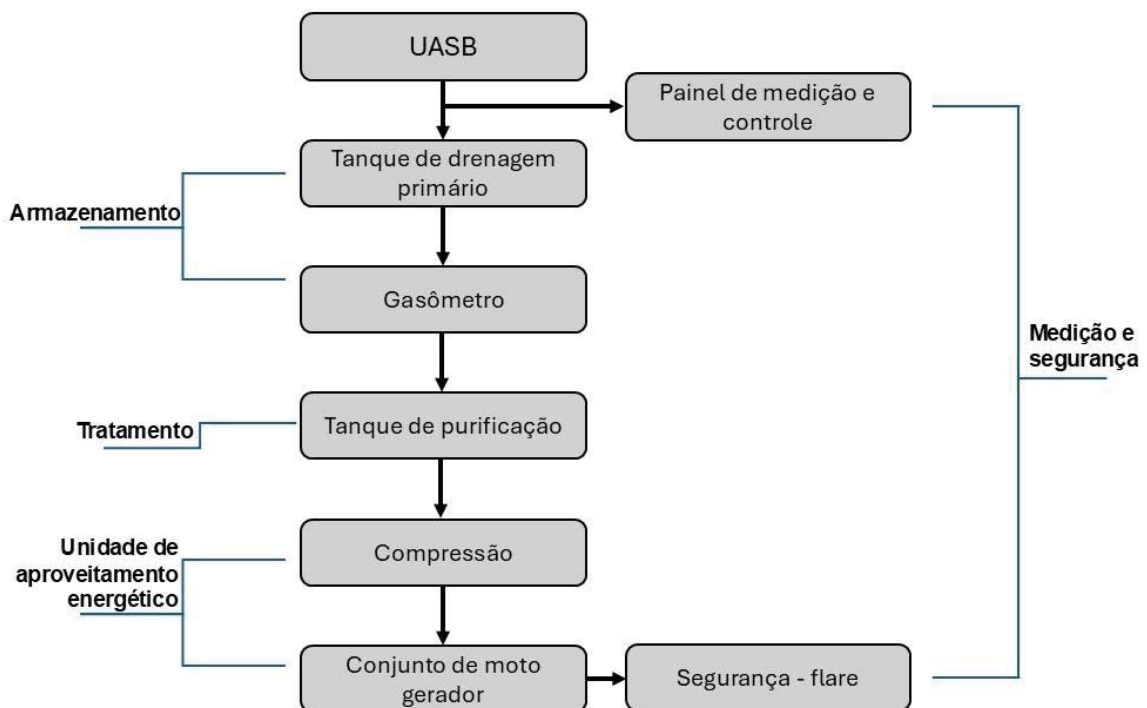 UASB
Painel de medição e
controle
Tanque de drenagem
primário
Armazenamento
Gasômetro
Medição e
segurança
Tanque de purificação
Tratamento
Compressão
Unidade de
aproveitamento
energético
Conjunto de moto
gerador
Segurança - flare